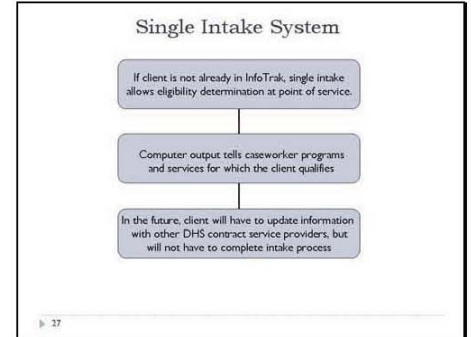 Single Intake System
If client is not already in InfoTrak, single intake
allows eligibility determination at point of service.
Computer output tells caseworker programs
and services for which the client qualifies
In the future, client will have to update information
with other DHS contract service providers, but
will not have to complete intake process
27